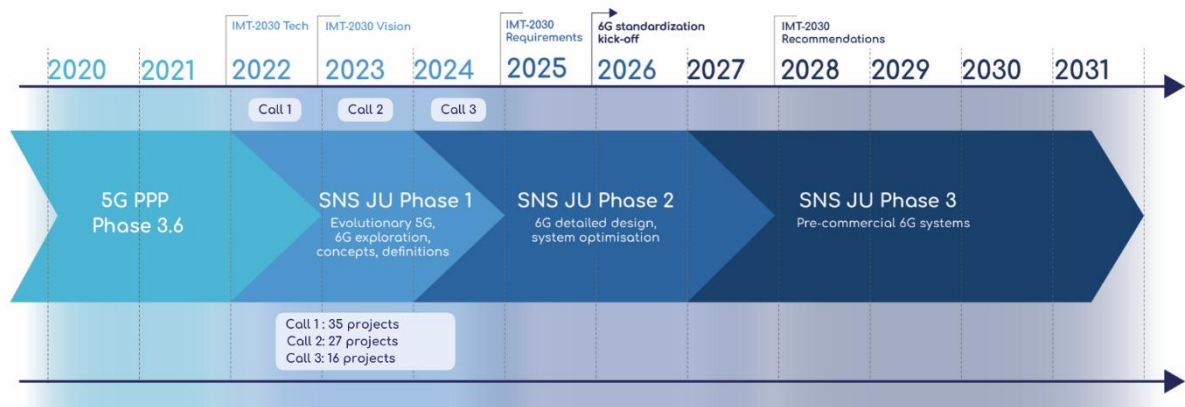 IMT-2030 Tech
IMT-2030 Vision
IMT-2030
Requirements
6G standardization
kick-off
IMT-2030
Recommendations
2020
2021
2022
2023
2024
2025
2026
2027
2028
2029
2030
2031
Call 1
Call 2
Call 3
5G PPP
Phase 3.6
SNS JU Phase 1
Evolutionary 5G,
6G exploration,
concepts, definitions
SNS JU Phase 2
6G detailed design,
system optimisation
SNS JU Phase 3
Pre-commercial 6G systems
Call 1 : 35 projects
Call 2: 27 projects
Call 3: 16 projects